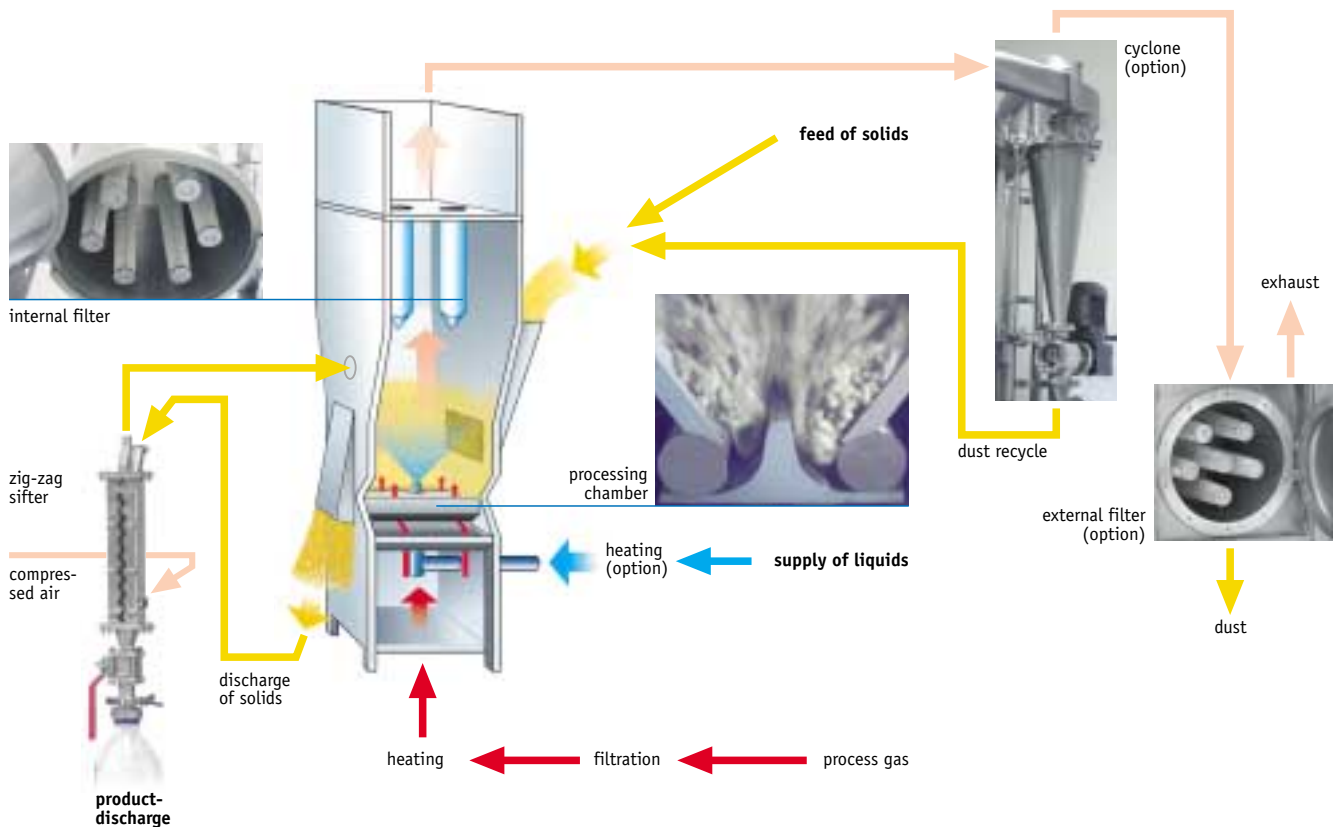 cyclone
(option)
feed of solids
internal filter
exhaust
zig-zag
sifter
processing
chamber
dust recycle
external filter
(option)
compres-
sed air
heating
(option)
supply of liquids
dust
discharge
of solids
heating
filtration
process gas
product-
discharge